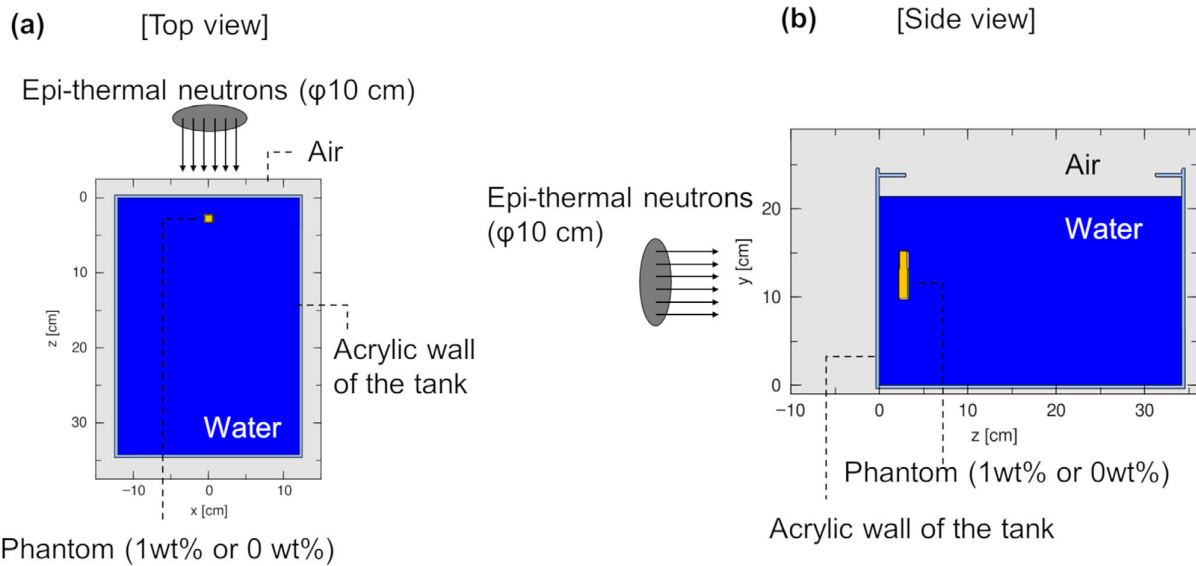 (a) [Top view]
Epi-thermal neutrons (φ10 cm)
Air
0
10
20
30
z [cm]
Acrylic wall
of the tank
Water
−10 0 10
x [cm]
Phantom (1wt% or 0 wt%)
(b) [Side view]
Air
Epi-thermal neutrons
(φ10 cm)
Water
20
10
0
y [cm]
−10 0 10 20 30
z [cm]
Phantom (1wt% or 0wt%)
Acrylic wall of the tank